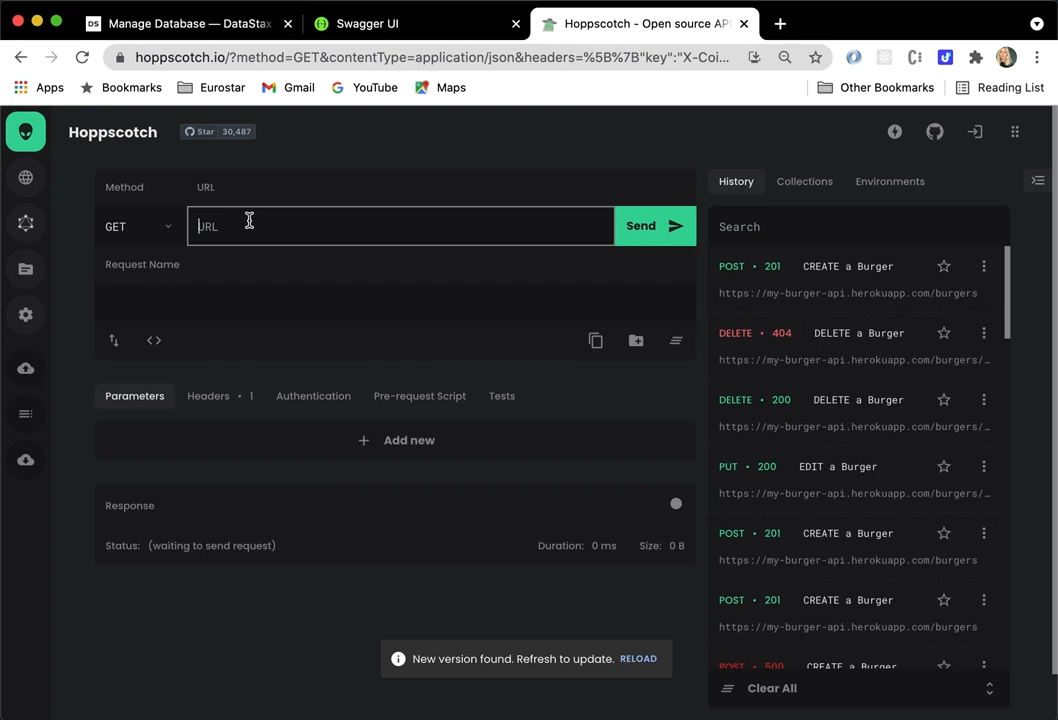 Manage Database — DataStax
Swagger UI
Hoppscotch - Open source API
hoppscotch.io/?method=GET&contentType=application/json&headers=%5B%7B"key":"X-Coi...
Apps
Bookmarks
Eurostar
Gmail
YouTube
Maps
Other Bookmarks
Reading List
Hoppscotch
Star 30,487
Method
URL
GET
URL
Send
Request Name
Parameters
Headers • 1
Authentication
Pre-request Script
Tests
Add new
Response
Status: (waiting to send request)
Duration: 0 ms
Size: 0 B
New version found. Refresh to update. RELOAD
History
Collections
Environments
Search
POST • 201 CREATE a Burger
https://my-burger-api.herokuapp.com/burgers
DELETE • 404 DELETE a Burger
https://my-burger-api.herokuapp.com/burgers/…
DELETE • 200 DELETE a Burger
https://my-burger-api.herokuapp.com/burgers/…
PUT • 200 EDIT a Burger
https://my-burger-api.herokuapp.com/burgers/…
POST • 201 CREATE a Burger
https://my-burger-api.herokuapp.com/burgers
POST • 201 CREATE a Burger
https://my-burger-api.herokuapp.com/burgers
POST • 500 CREATE a Burger
Clear All